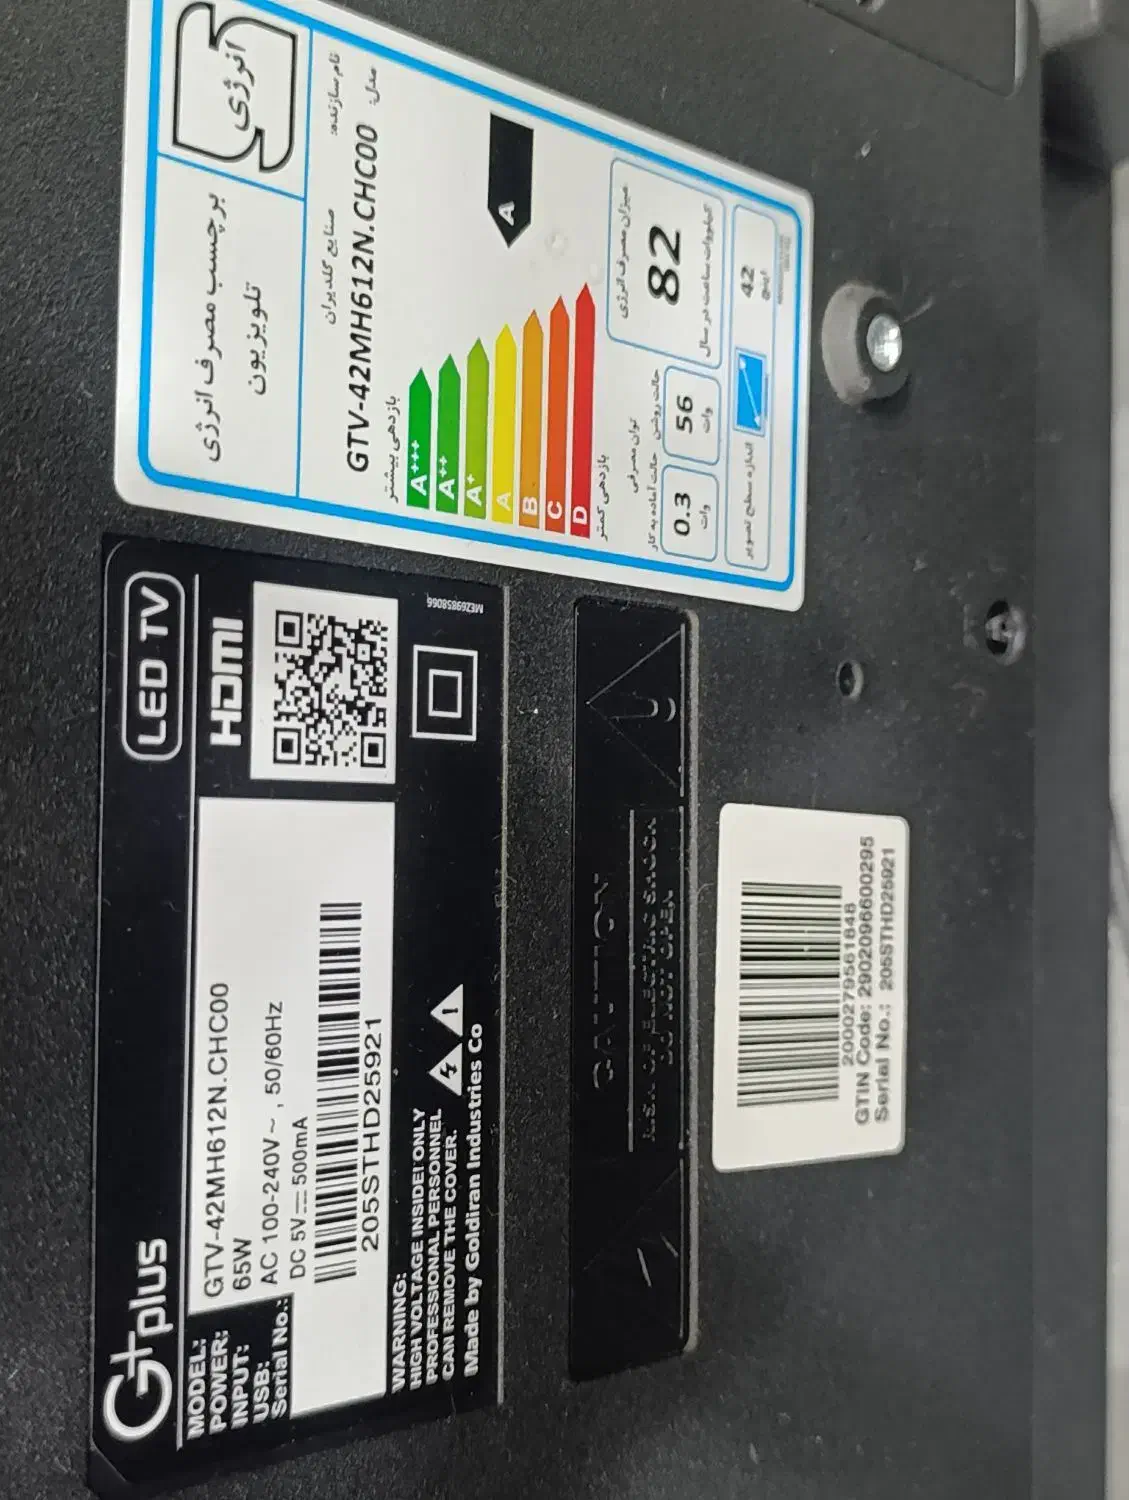 G+plus
LED TV
MODEL: GTV-42MH612N.CHC00
POWER: 65W
INPUT: AC 100-240V~ , 50/60Hz
USB: DC 5V 500mA
Serial No.:
205STHD25921
HDMI
WARNING:
HIGH VOLTAGE INSIDE! ONLY
PROFESSIONAL PERSONNEL
CAN REMOVE THE COVER.
Made by Goldiran Industries Co
MEZ69858066
انرژی
برچسب مصرف انرژی
تلویزیون
نام سازنده: صنایع گلدیران
مدل: GTV-42MH612N.CHC00
بازدهی بیشتر
A+++
A++
A+
A
B
C
D
A
بازدهی کمتر
میزان مصرف انرژی
82
کیلووات ساعت در سال
توان مصرفی
حالت روشن
56
وات
حالت آماده به کار
0.3
وات
اندازه سطح تصویر
42
اینچ
CAUTION
RISK OF ELECTRIC SHOCK
DO NOT OPEN
2000279561848
GTIN Code: 2902096600295
Serial No.: 205STHD25921